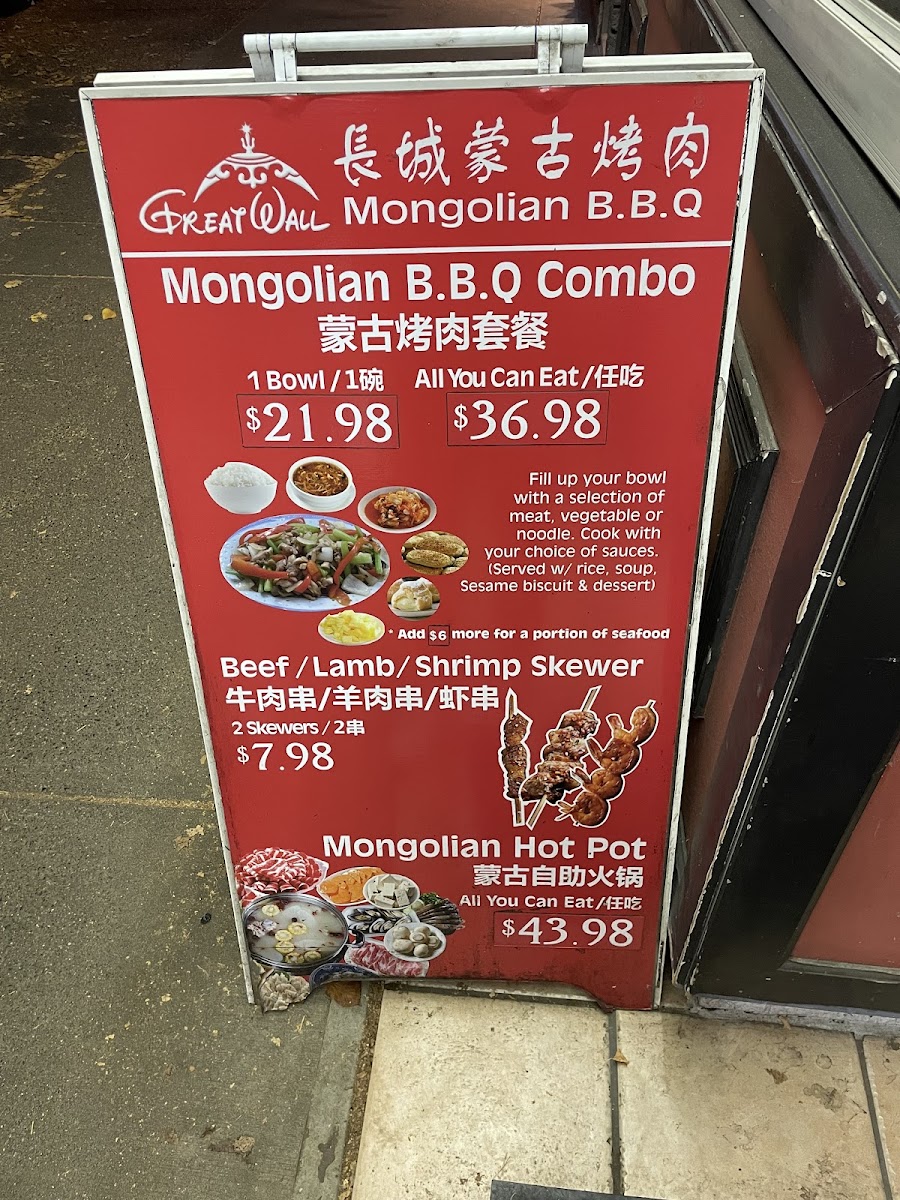 GREAT WALL
長城蒙古烤肉
Mongolian B.B.Q
Mongolian B.B.Q Combo
蒙古烤肉套餐
1 Bowl / 1碗
$21.98
All You Can Eat /任吃
$36.98
Fill up your bowl
with a selection of
meat, vegetable or
noodle. Cook with
your choice of sauces.
(Served w/ rice, soup,
Sesame biscuit & dessert)
* Add $6 more for a portion of seafood
Beef / Lamb / Shrimp Skewer
牛肉串/羊肉串/虾串
2 Skewers / 2串
$7.98
Mongolian Hot Pot
蒙古自助火锅
All You Can Eat /任吃
$43.98